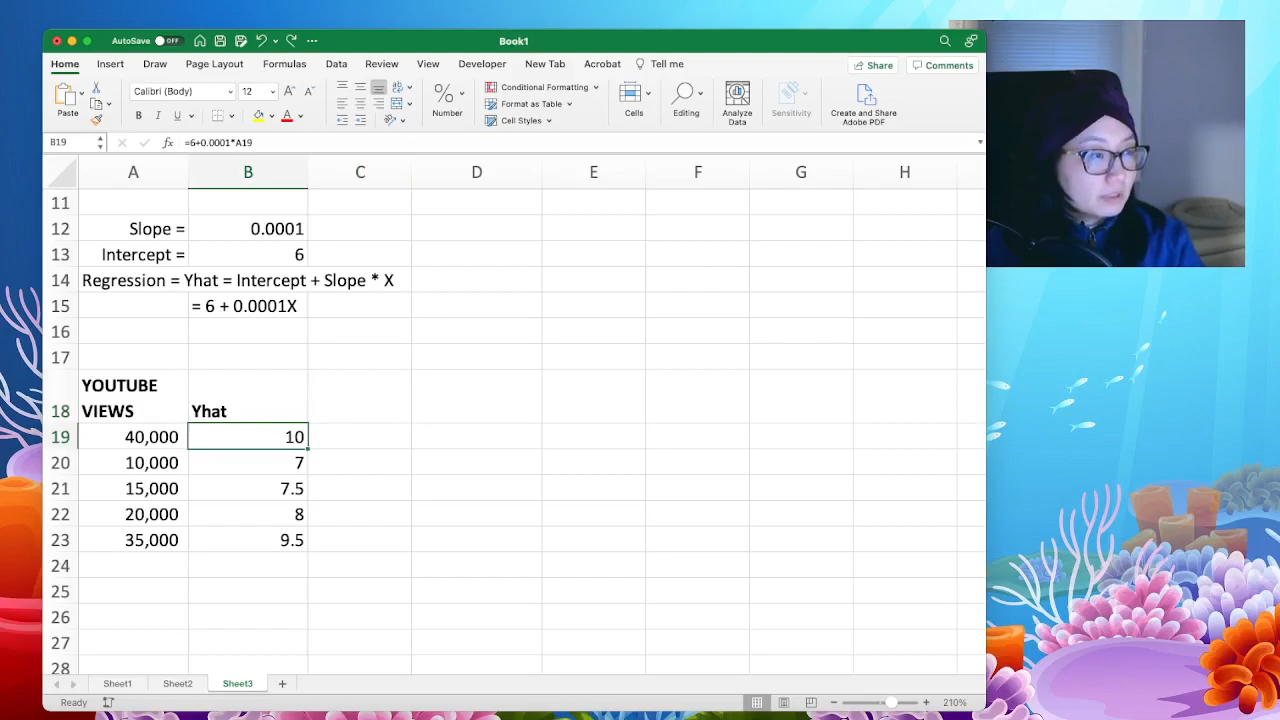 AutoSave OFF
Book1
Home Insert Draw Page Layout Formulas Data Review View Developer New Tab Acrobat Tell me Share Comments
Paste
Calibri (Body) 12 A^ A˅
B I U A
Number
Conditional Formatting
Format as Table
Cell Styles
Cells
Editing
Analyze Data
Sensitivity
Create and Share Adobe PDF
B19 fx =6+0.0001*A19
A B C D E F G H
11
12 Slope = 0.0001
13 Intercept = 6
14 Regression = Yhat = Intercept + Slope * X
15 = 6 + 0.0001X
16
17
YOUTUBE
18 VIEWS Yhat
19 40,000 10
20 10,000 7
21 15,000 7.5
22 20,000 8
23 35,000 9.5
24
25
26
27
28
Sheet1 Sheet2 Sheet3 +
Ready 210%